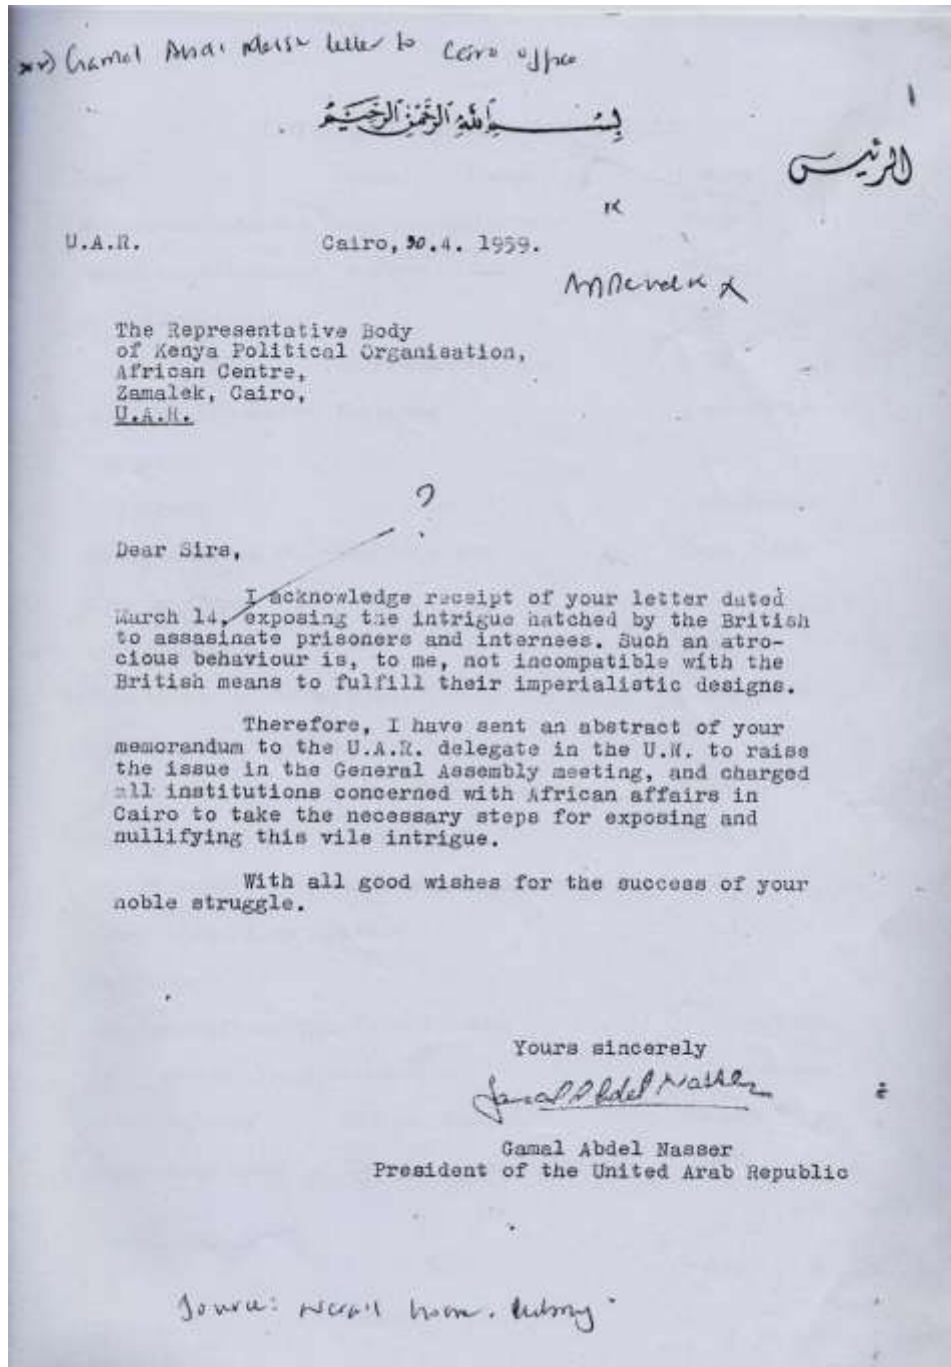 Gamal Letter to Cairo office
بسم الله الرحمن الرحيم
الرئيس
U.A.R. Cairo, 30.4. 1959.
Appendix X
The Representative Body
of Kenya Political Organisation,
African Centre,
Zamalek, Cairo,
U.A.R.
?
Dear Sirs,
I acknowledge receipt of your letter dated
March 14, exposing the intrigue hatched by the British
to assasinate prisoners and internees. Such an atro-
cious behaviour is, to me, not incompatible with the
British means to fulfill their imperialistic designs.
Therefore, I have sent an abstract of your
memorandum to the U.A.R. delegate in the U.N. to raise
the issue in the General Assembly meeting, and charged
all institutions concerned with African affairs in
Cairo to take the necessary steps for exposing and
nullifying this vile intrigue.
With all good wishes for the success of your
noble struggle.
Yours sincerely
Gamal Abdel Nasser
Gamal Abdel Nasser
President of the United Arab Republic
Source: